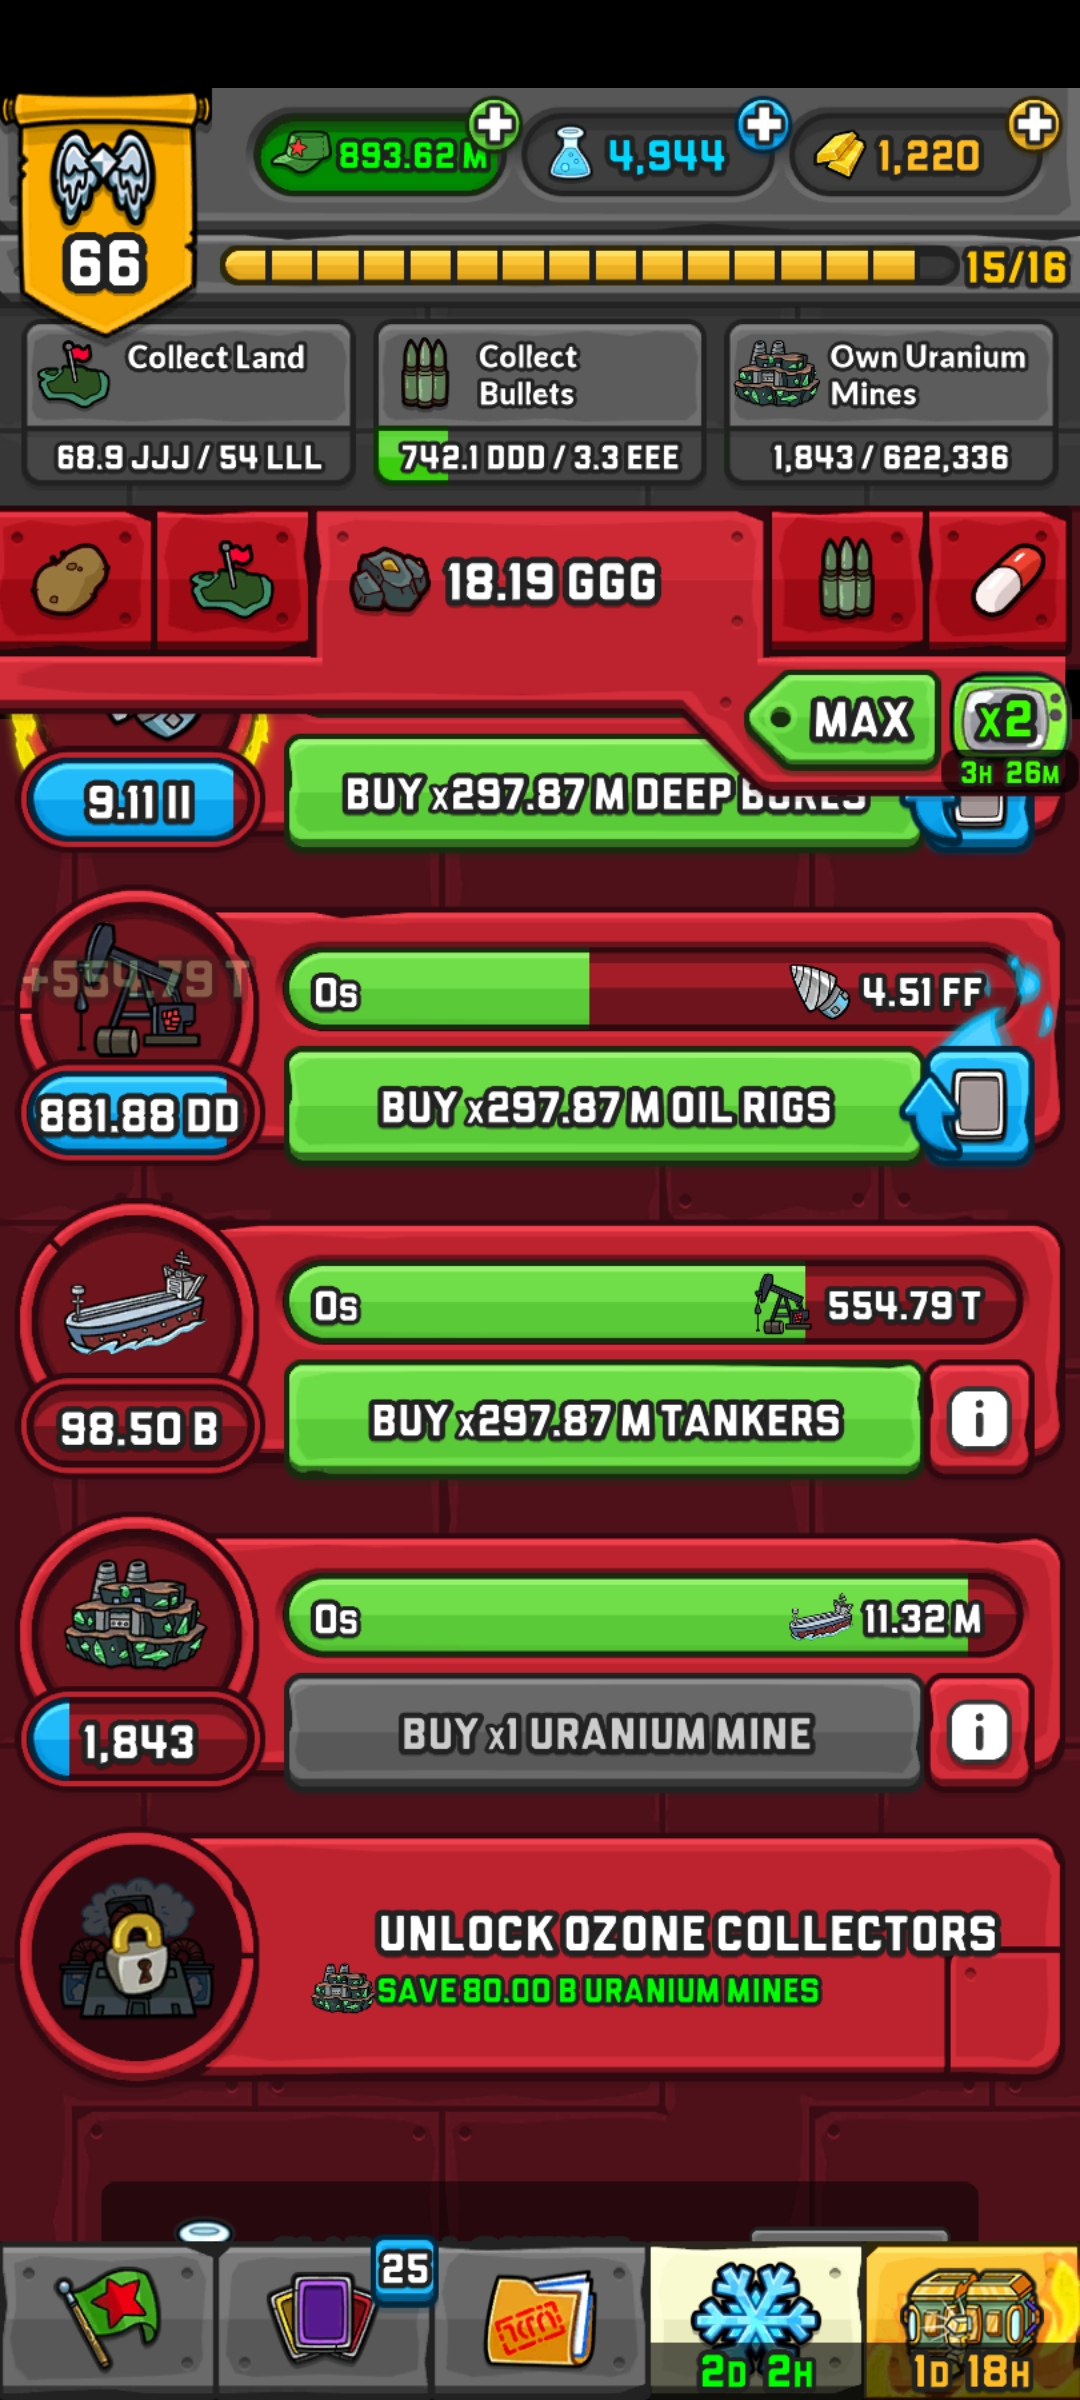 893.62 M
4,944
1,220
66
15/16
Collect Land
68.9 JJJ / 54 LLL
Collect
Bullets
742.1 DDD / 3.3 EEE
Own Uranium
Mines
1,843 / 622,336
18.19 GGG
MAX
x2
3H 26M
9.11 II
BUY x297.87 M DEEP BORES
+554.79 T
0s
4.51 FF
881.88 DD
BUY x297.87 M OIL RIGS
0s
554.79 T
98.50 B
BUY x297.87 M TANKERS
i
0s
11.32 M
1,843
BUY x1 URANIUM MINE
i
UNLOCK OZONE COLLECTORS
SAVE 80.00 B URANIUM MINES
25
2D 2H
1D 18H